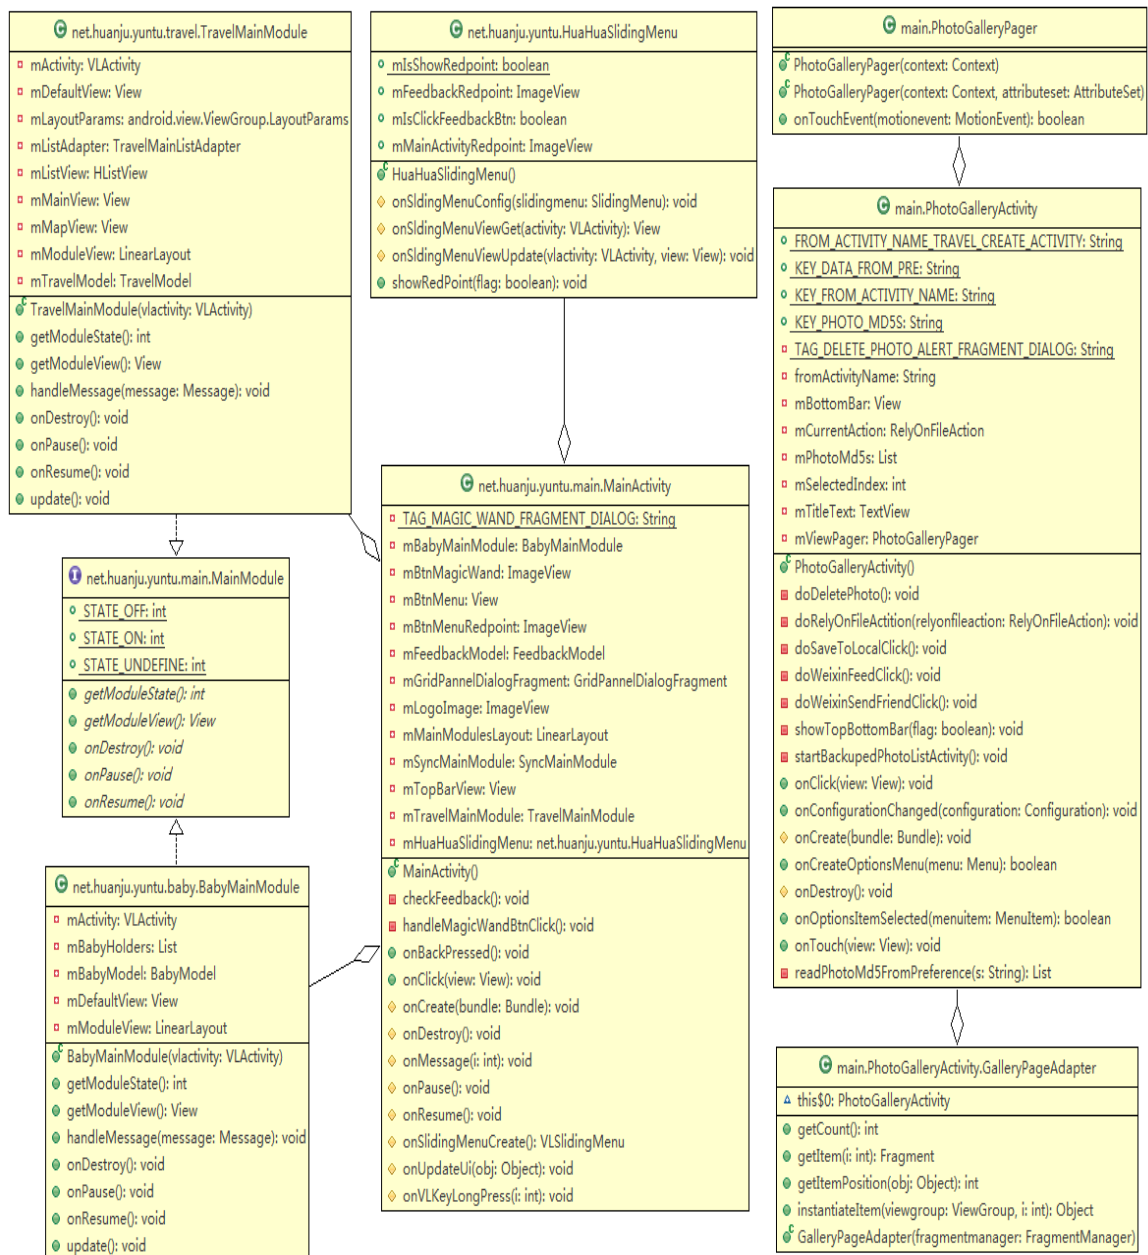 net.huanju.yuntu.travel.TravelMainModule
mActivity: VLActivity
mDefaultView: View
mLayoutParams: android.view.ViewGroup.LayoutParams
mListAdapter: TravelMainListAdapter
mListView: HListView
mMainView: View
mMapView: View
mModuleView: LinearLayout
mTravelModel: TravelModel
TravelMainModule(vlactivity: VLActivity)
getModuleState(): int
getModuleView(): View
handleMessage(message: Message): void
onDestroy(): void
onPause(): void
onResume(): void
update(): void
net.huanju.yuntu.main.MainModule
STATE_OFF: int
STATE_ON: int
STATE_UNDEFINE: int
getModuleState(): int
getModuleView(): View
onDestroy(): void
onPause(): void
onResume(): void
net.huanju.yuntu.baby.BabyMainModule
mActivity: VLActivity
mBabyHolders: List
mBabyModel: BabyModel
mDefaultView: View
mModuleView: LinearLayout
BabyMainModule(vlactivity: VLActivity)
getModuleState(): int
getModuleView(): View
handleMessage(message: Message): void
onDestroy(): void
onPause(): void
onResume(): void
update(): void
net.huanju.yuntu.HuaHuaSlidingMenu
mIsShowRedpoint: boolean
mFeedbackRedpoint: ImageView
mIsClickFeedbackBtn: boolean
mMainActivityRedpoint: ImageView
HuaHuaSlidingMenu()
onSldingMenuConfig(slidingmenu: SlidingMenu): void
onSldingMenuViewGet(activity: VLActivity): View
onSldingMenuViewUpdate(vlactivity: VLActivity, view: View): void
showRedPoint(flag: boolean): void
net.huanju.yuntu.main.MainActivity
TAG_MAGIC_WAND_FRAGMENT_DIALOG: String
mBabyMainModule: BabyMainModule
mBtnMagicWand: ImageView
mBtnMenu: View
mBtnMenuRedpoint: ImageView
mFeedbackModel: FeedbackModel
mGridPannelDialogFragment: GridPannelDialogFragment
mLogoImage: ImageView
mMainModulesLayout: LinearLayout
mSyncMainModule: SyncMainModule
mTopBarView: View
mTravelMainModule: TravelMainModule
mHuaHuaSlidingMenu: net.huanju.yuntu.HuaHuaSlidingMenu
MainActivity()
checkFeedback(): void
handleMagicWandBtnClick(): void
onBackPressed(): void
onClick(view: View): void
onCreate(bundle: Bundle): void
onDestroy(): void
onMessage(i: int): void
onPause(): void
onResume(): void
onSlidingMenuCreate(): VLSlidingMenu
onUpdateUi(obj: Object): void
onVLKeyLongPress(i: int): void
main.PhotoGalleryPager
PhotoGalleryPager(context: Context)
PhotoGalleryPager(context: Context, attributeset: AttributeSet)
onTouchEvent(motionevent: MotionEvent): boolean
main.PhotoGalleryActivity
FROM_ACTIVITY_NAME_TRAVEL_CREATE_ACTIVITY: String
KEY_DATA_FROM_PRE: String
KEY_FROM_ACTIVITY_NAME: String
KEY_PHOTO_MD5S: String
TAG_DELETE_PHOTO_ALERT_FRAGMENT_DIALOG: String
fromActivityName: String
mBottomBar: View
mCurrentAction: RelyOnFileAction
mPhotoMd5s: List
mSelectedIndex: int
mTitleText: TextView
mViewPager: PhotoGalleryPager
PhotoGalleryActivity()
doDeletePhoto(): void
doRelyOnFileActition(relyonfileaction: RelyOnFileAction): void
doSaveToLocalClick(): void
doWeixinFeedClick(): void
doWeixinSendFriendClick(): void
showTopBottomBar(flag: boolean): void
startBackupedPhotoListActivity(): void
onClick(view: View): void
onConfigurationChanged(configuration: Configuration): void
onCreate(bundle: Bundle): void
onCreateOptionsMenu(menu: Menu): boolean
onDestroy(): void
onOptionsItemSelected(menuitem: MenuItem): boolean
onTouch(view: View): void
readPhotoMd5FromPreference(s: String): List
main.PhotoGalleryActivity.GalleryPageAdapter
this$0: PhotoGalleryActivity
getCount(): int
getItem(i: int): Fragment
getItemPosition(obj: Object): int
instantiateItem(viewgroup: ViewGroup, i: int): Object
GalleryPageAdapter(fragmentmanager: FragmentManager)